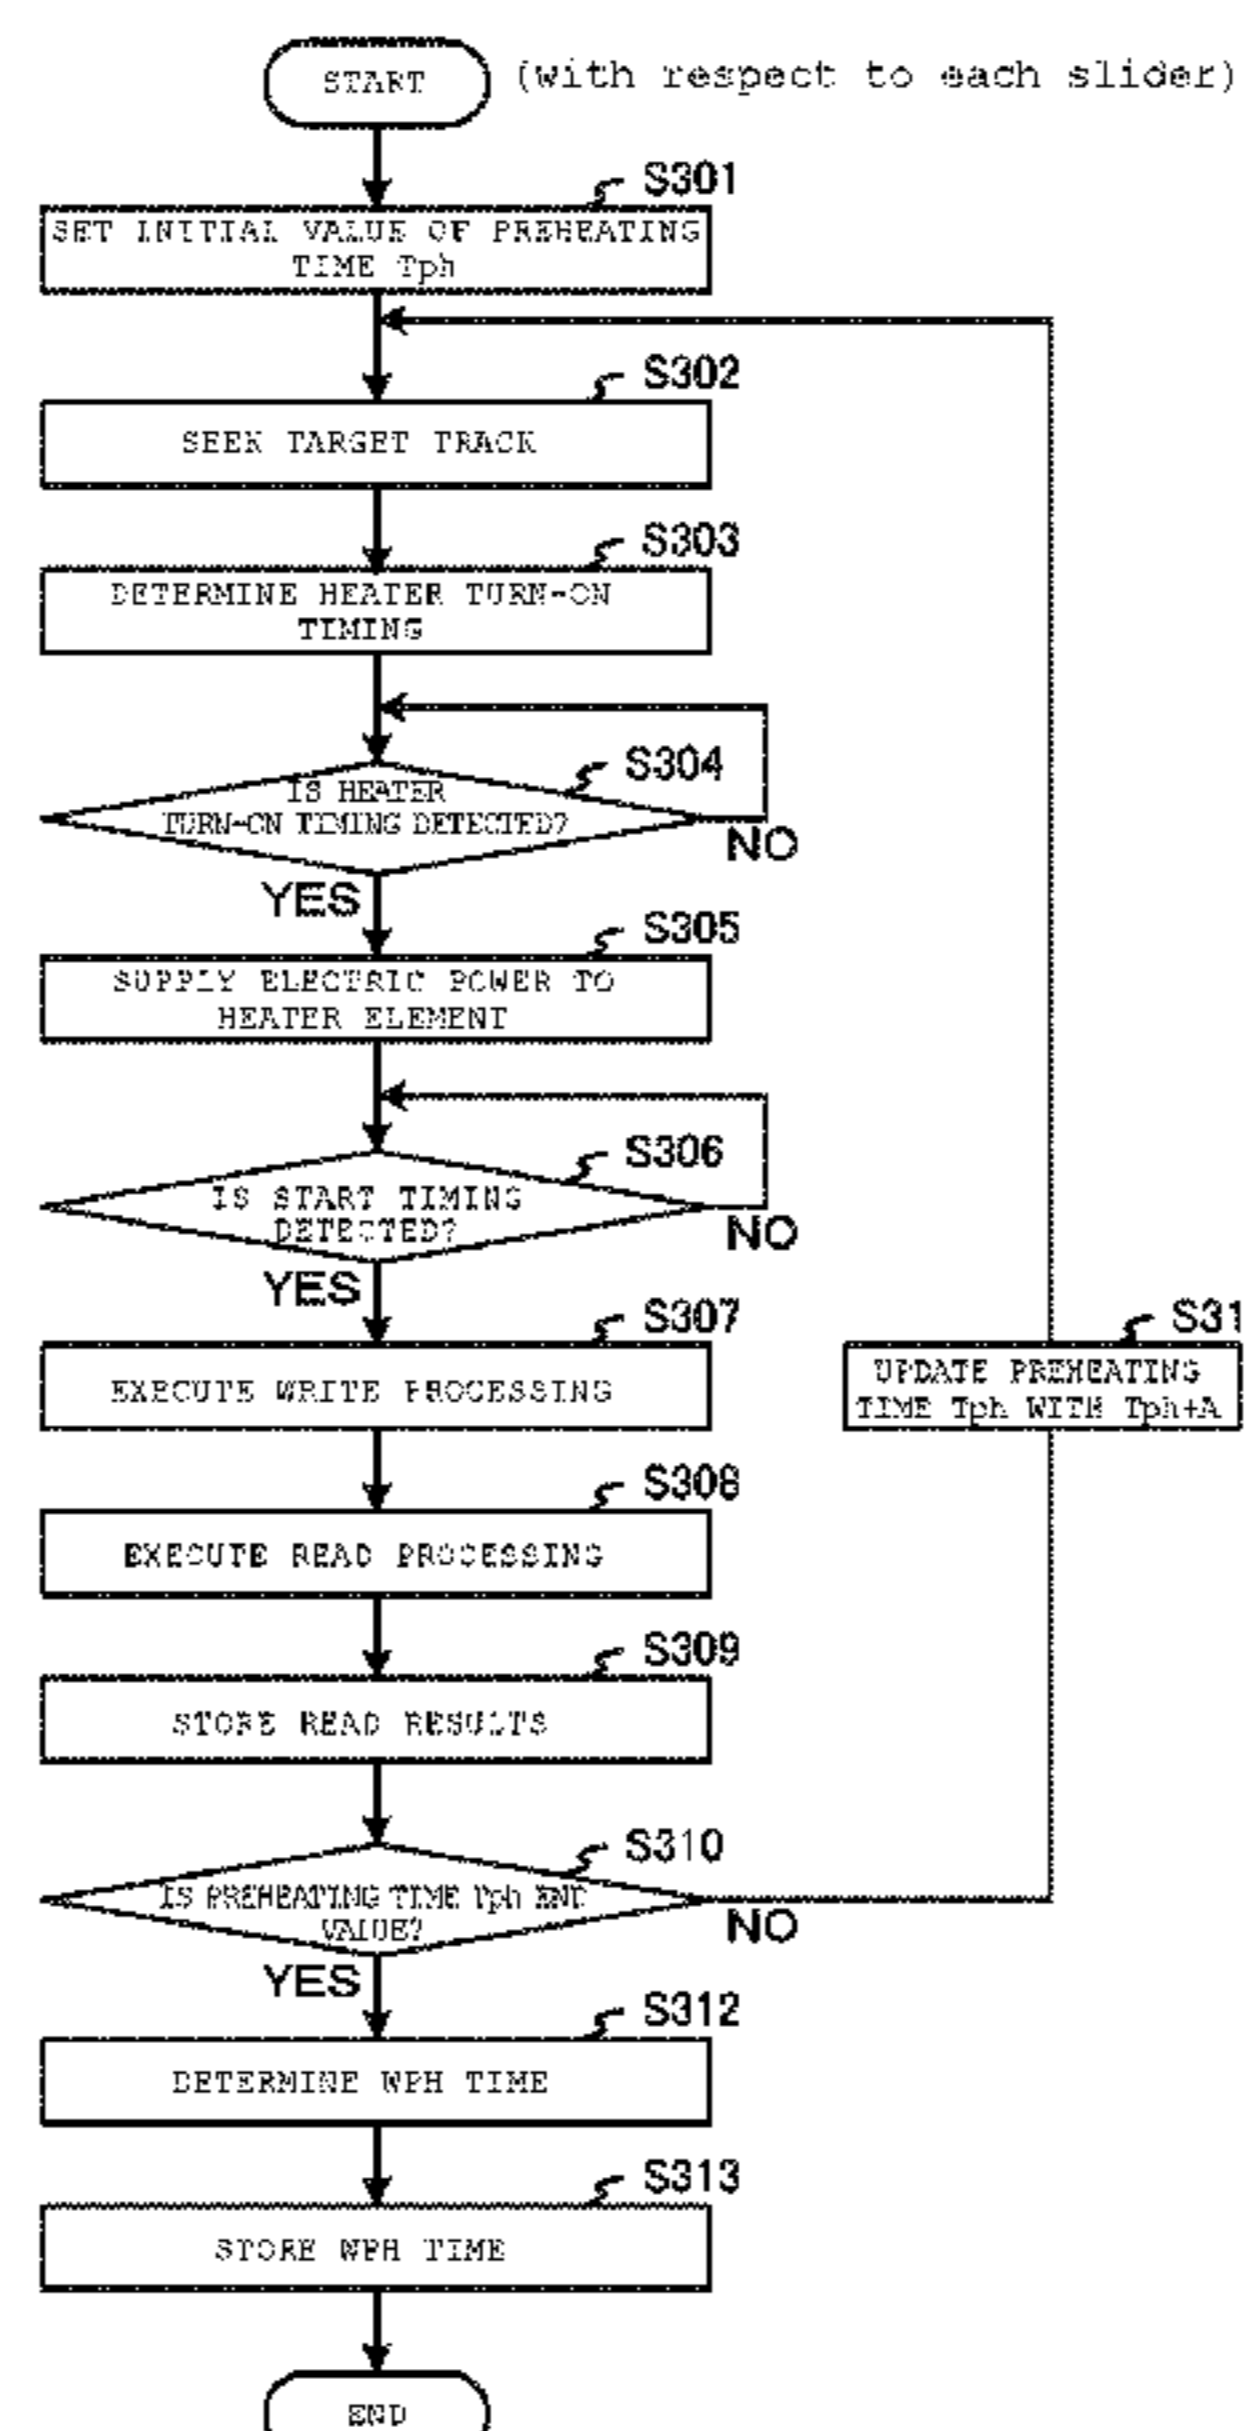 START (with respect to each slider)
S301
SET INITIAL VALUE OF PREHEATING
TIME Tph
S302
SEEK TARGET TRACK
S303
DETERMINE HEATER TURN-ON
TIMING
S304
IS HEATER
TURN-ON TIMING DETECTED?
NO
YES
S305
SUPPLY ELECTRIC POWER TO
HEATER ELEMENT
S306
IS START TIMING
DETECTED?
NO
YES
S307
EXECUTE WRITE PROCESSING
S31
UPDATE PREHEATING
TIME Tph WITH Tph+A
S308
EXECUTE READ PROCESSING
S309
STORE READ RESULTS
S310
IS PREHEATING TIME Tph END
VALUE?
NO
YES
S312
DETERMINE WPH TIME
S313
STORE WPH TIME
END